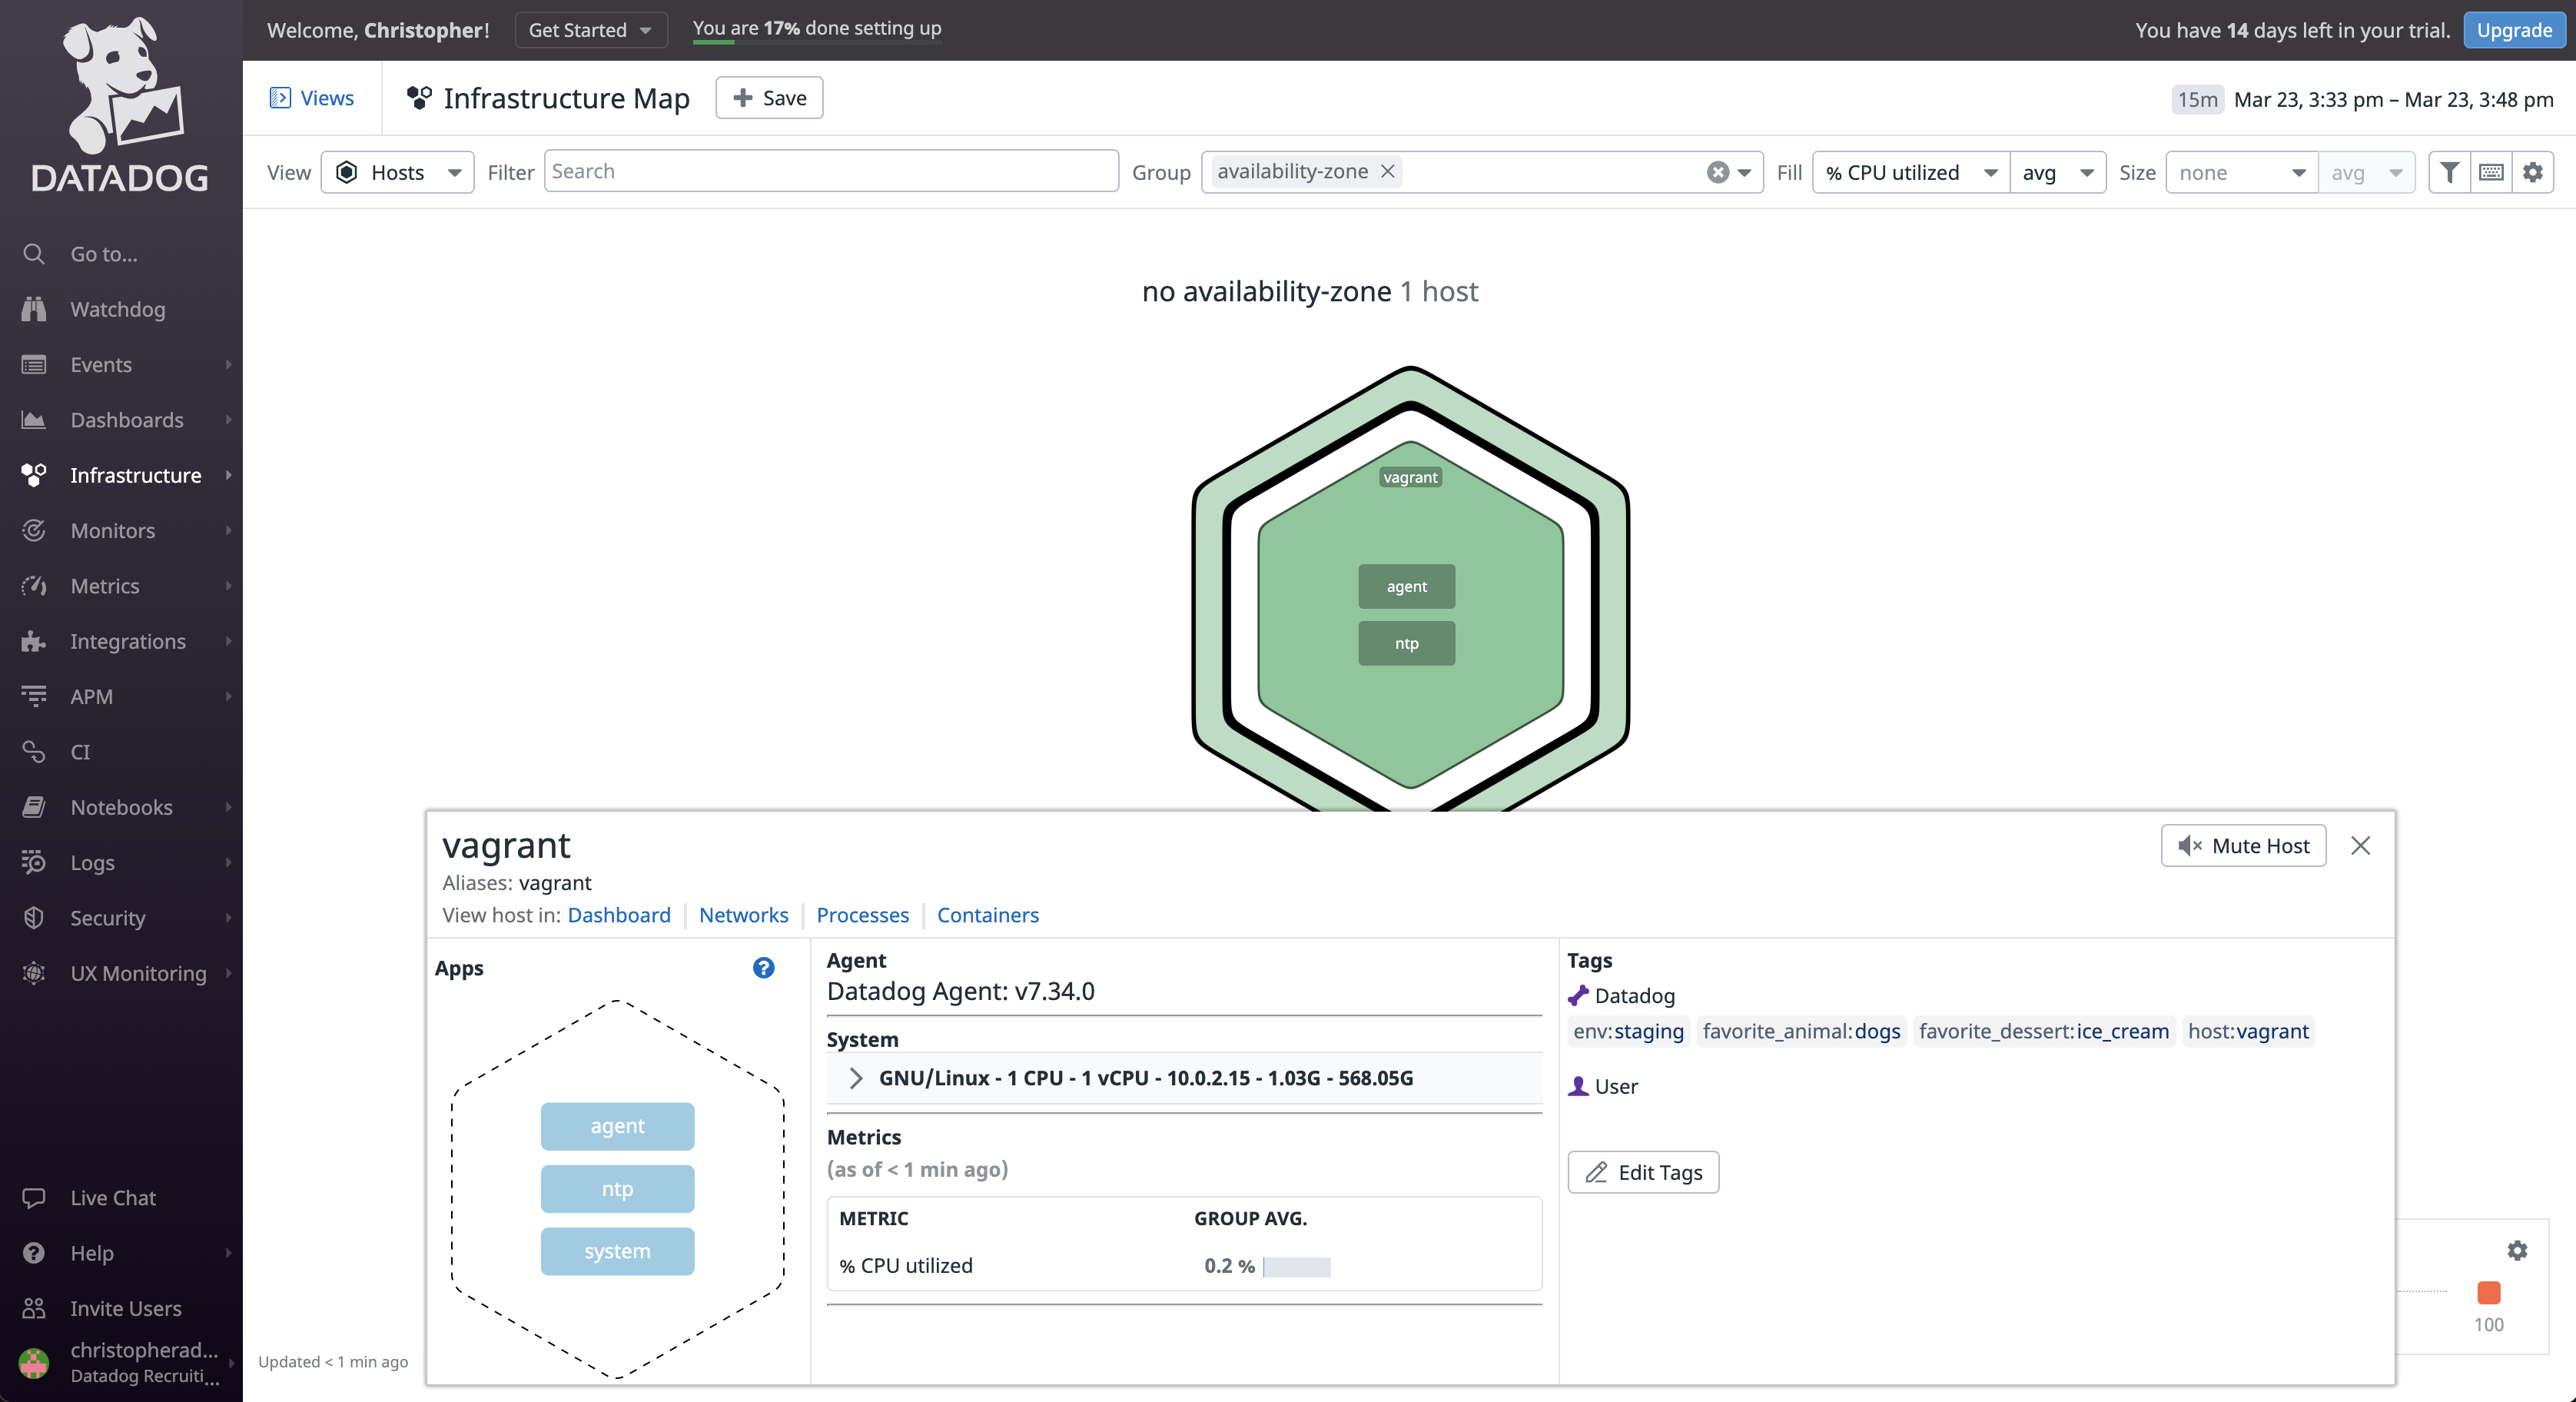 DATADOG
Welcome, Christopher!
Get Started
You are 17% done setting up
You have 14 days left in your trial.
Upgrade
Views
Infrastructure Map
Save
15m
Mar 23, 3:33 pm – Mar 23, 3:48 pm
View
Hosts
Filter
Search
Group
availability-zone
Fill
% CPU utilized
avg
Size
none
avg
Go to...
Watchdog
Events
Dashboards
Infrastructure
Monitors
Metrics
Integrations
APM
CI
Notebooks
Logs
Security
UX Monitoring
Live Chat
Help
Invite Users
christopherad...
Datadog Recruiti...
no availability-zone 1 host
vagrant
agent
ntp
vagrant
Mute Host
Aliases: vagrant
View host in: Dashboard
Networks
Processes
Containers
Apps
?
agent
ntp
system
Agent
Datadog Agent: v7.34.0
System
GNU/Linux - 1 CPU - 1 vCPU - 10.0.2.15 - 1.03G - 568.05G
Metrics
(as of < 1 min ago)
METRIC
GROUP AVG.
% CPU utilized
0.2 %
Tags
Datadog
env:staging
favorite_animal:dogs
favorite_dessert:ice_cream
host:vagrant
User
Edit Tags
100
Updated < 1 min ago